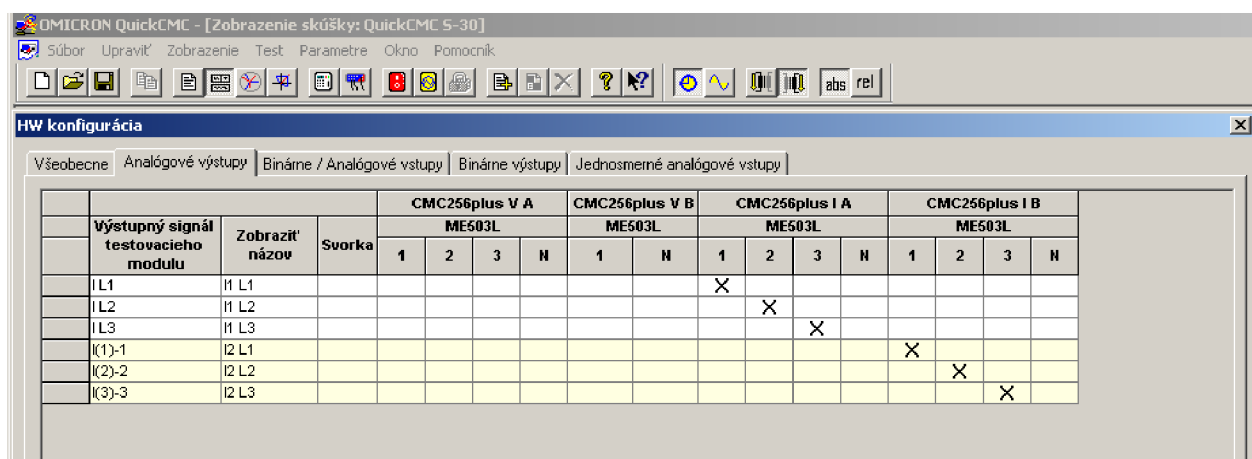 OMICRON QuickCMC - [Zobrazenie skúšky: QuickCMC 5-30]
Súbor Upraviť Zobrazenie Test Parametre Okno Pomocník
abs rel
HW konfigurácia
Všeobecne Analógové výstupy Binárne / Analógové vstupy Binárne výstupy Jednosmerné analógové vstupy
CMC256plus V A CMC256plus V B CMC256plus I A CMC256plus I B
Výstupný signál testovacieho modulu Zobraziť názov Svorka ME503L ME503L ME503L ME503L
1 2 3 N 1 N 1 2 3 N 1 2 3 N
I L1 I1 L1 X
I L2 I1 L2 X
I L3 I1 L3 X
I(1)-1 I2 L1 X
I(2)-2 I2 L2 X
I(3)-3 I2 L3 X